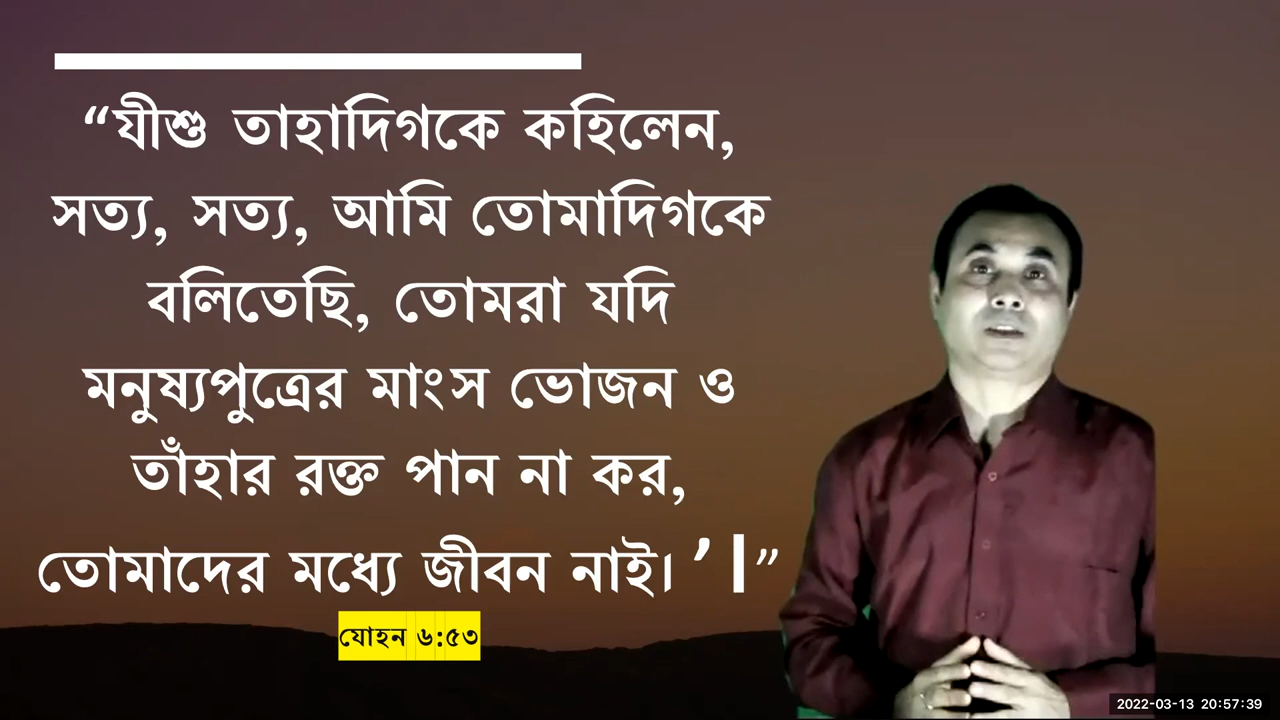 “যীশু তাহাদিগকে কহিলেন,
সত্য, সত্য, আমি তোমাদিগকে
বলিতেছি, তোমরা যদি
মনুষ্যপুত্রের মাংস ভোজন ও
তাঁহার রক্ত পান না কর,
তোমাদের মধ্যে জীবন নাই। ’।”
যোহন ৬:৫৩
2022-03-13 20:57:39